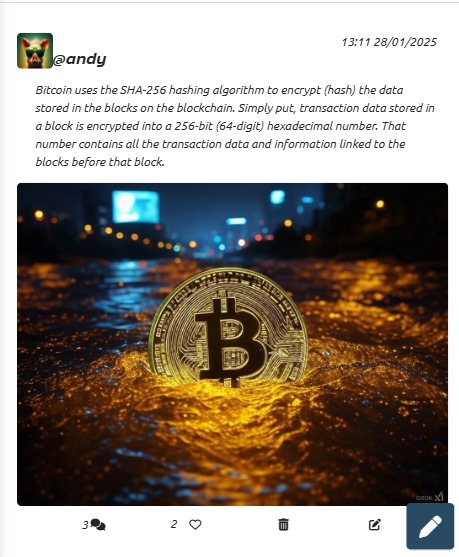 13:11 28/01/2025
@andy
Bitcoin uses the SHA-256 hashing algorithm to encrypt (hash) the data
stored in the blocks on the blockchain. Simply put, transaction data stored in
a block is encrypted into a 256-bit (64-digit) hexadecimal number. That
number contains all the transaction data and information linked to the
blocks before that block.
GROK
3
2